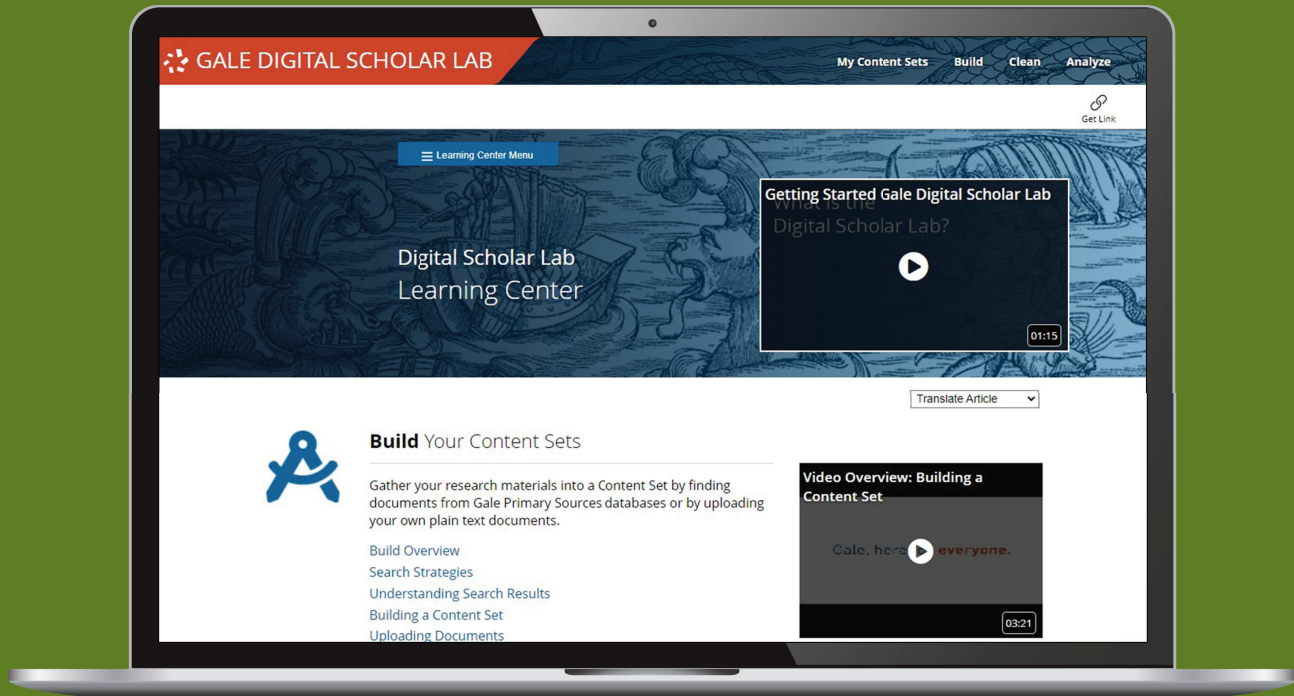 GALE DIGITAL SCHOLAR LAB
My Content Sets Build Clean Analyze
Get Link
Learning Center Menu
Getting Started Gale Digital Scholar Lab
What is the
Digital Scholar Lab?
Digital Scholar Lab
Learning Center
01:15
Translate Article
Build Your Content Sets
Gather your research materials into a Content Set by finding
documents from Gale Primary Sources databases or by uploading
your own plain text documents.
Build Overview
Search Strategies
Understanding Search Results
Building a Content Set
Uploading Documents
Video Overview: Building a
Content Set
Gale, here everyone.
03:21